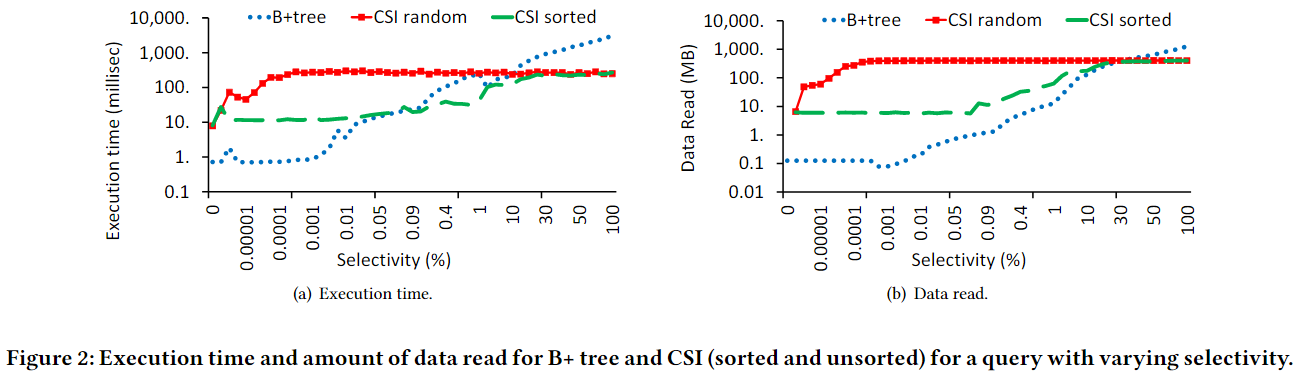 B+tree CSI random CSI sorted
10,000.
1,000.
100.
10.
1.
0.1
Execution time (millisec)
0 0.00001 0.0001 0.001 0.01 0.05 0.09 0.4 1 10 30 50 100
Selectivity (%)
(a) Execution time.
B+tree CSI random CSI sorted
10,000.
1,000.
100.
10.
1.
0.1
0.01
Data Read (MB)
0 0.00001 0.0001 0.001 0.01 0.05 0.09 0.4 1 10 30 50 100
Selectivity (%)
(b) Data read.
Figure 2: Execution time and amount of data read for B+ tree and CSI (sorted and unsorted) for a query with varying selectivity.